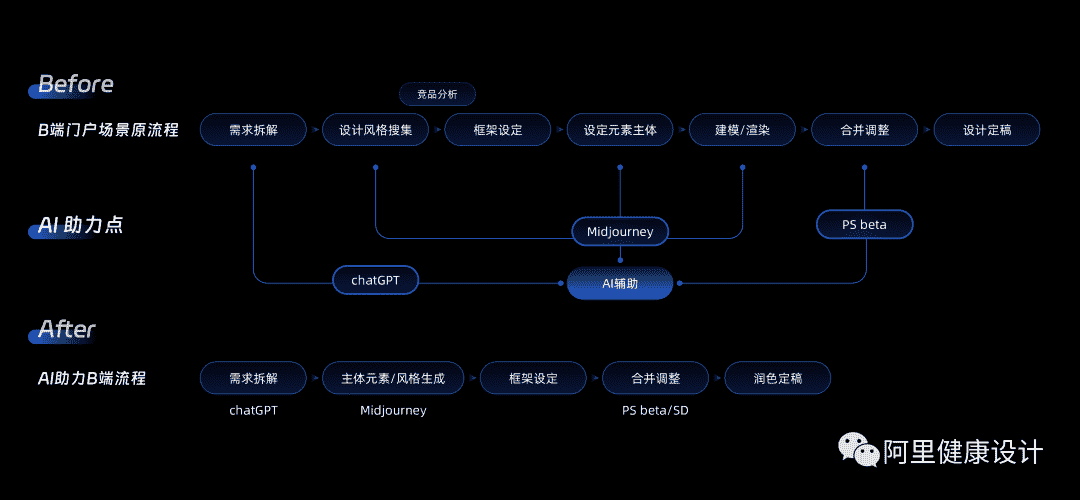 Before
竞品分析
B端门户场景原流程
需求拆解
设计风格搜集
框架设定
设定元素主体
建模/渲染
合并调整
设计定稿
AI 助力点
Midjourney
PS beta
chatGPT
AI辅助
After
AI助力B端流程
需求拆解
主体元素/风格生成
框架设定
合并调整
润色定稿
chatGPT
Midjourney
PS beta/SD
阿里健康设计